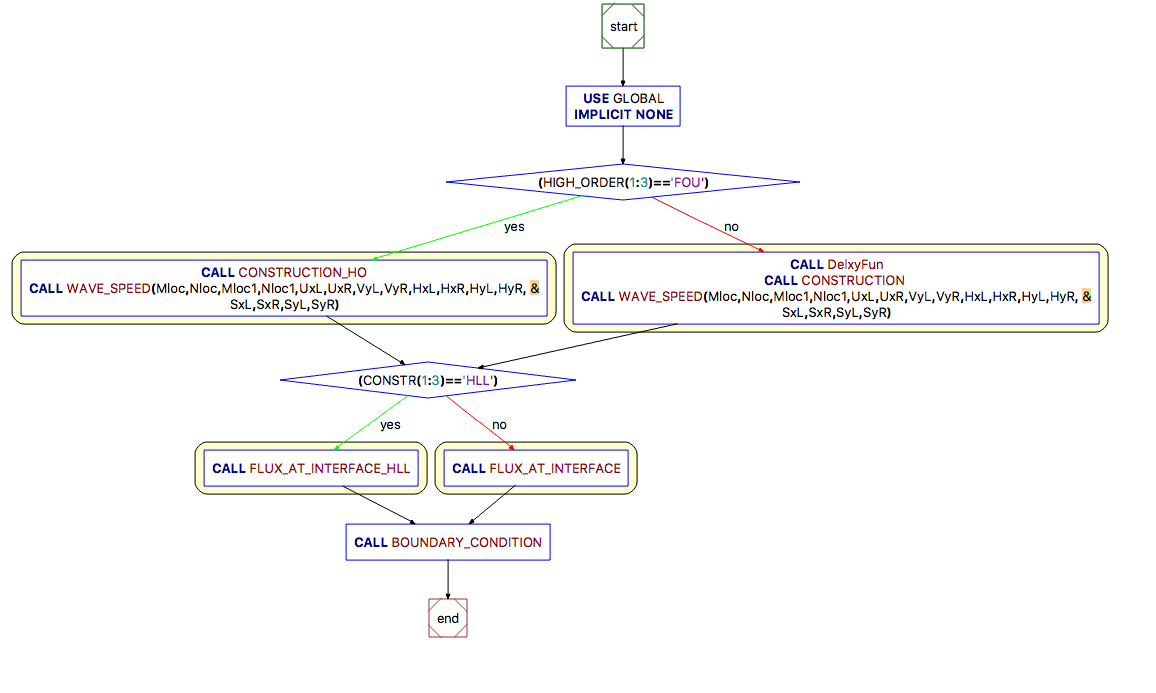 start
USE GLOBAL
IMPLICIT NONE
(HIGH_ORDER(1:3)=='FOU')
yes
no
CALL CONSTRUCTION_HO
CALL WAVE_SPEED(Mloc,Nloc,Mloc1,Nloc1,UxL,UxR,VyL,VyR,HxL,HxR,HyL,HyR, &
SxL,SxR,SyL,SyR)
CALL DelxyFun
CALL CONSTRUCTION
CALL WAVE_SPEED(Mloc,Nloc,Mloc1,Nloc1,UxL,UxR,VyL,VyR,HxL,HxR,HyL,HyR, &
SxL,SxR,SyL,SyR)
(CONSTR(1:3)=='HLL')
yes
no
CALL FLUX_AT_INTERFACE_HLL
CALL FLUX_AT_INTERFACE
CALL BOUNDARY_CONDITION
end